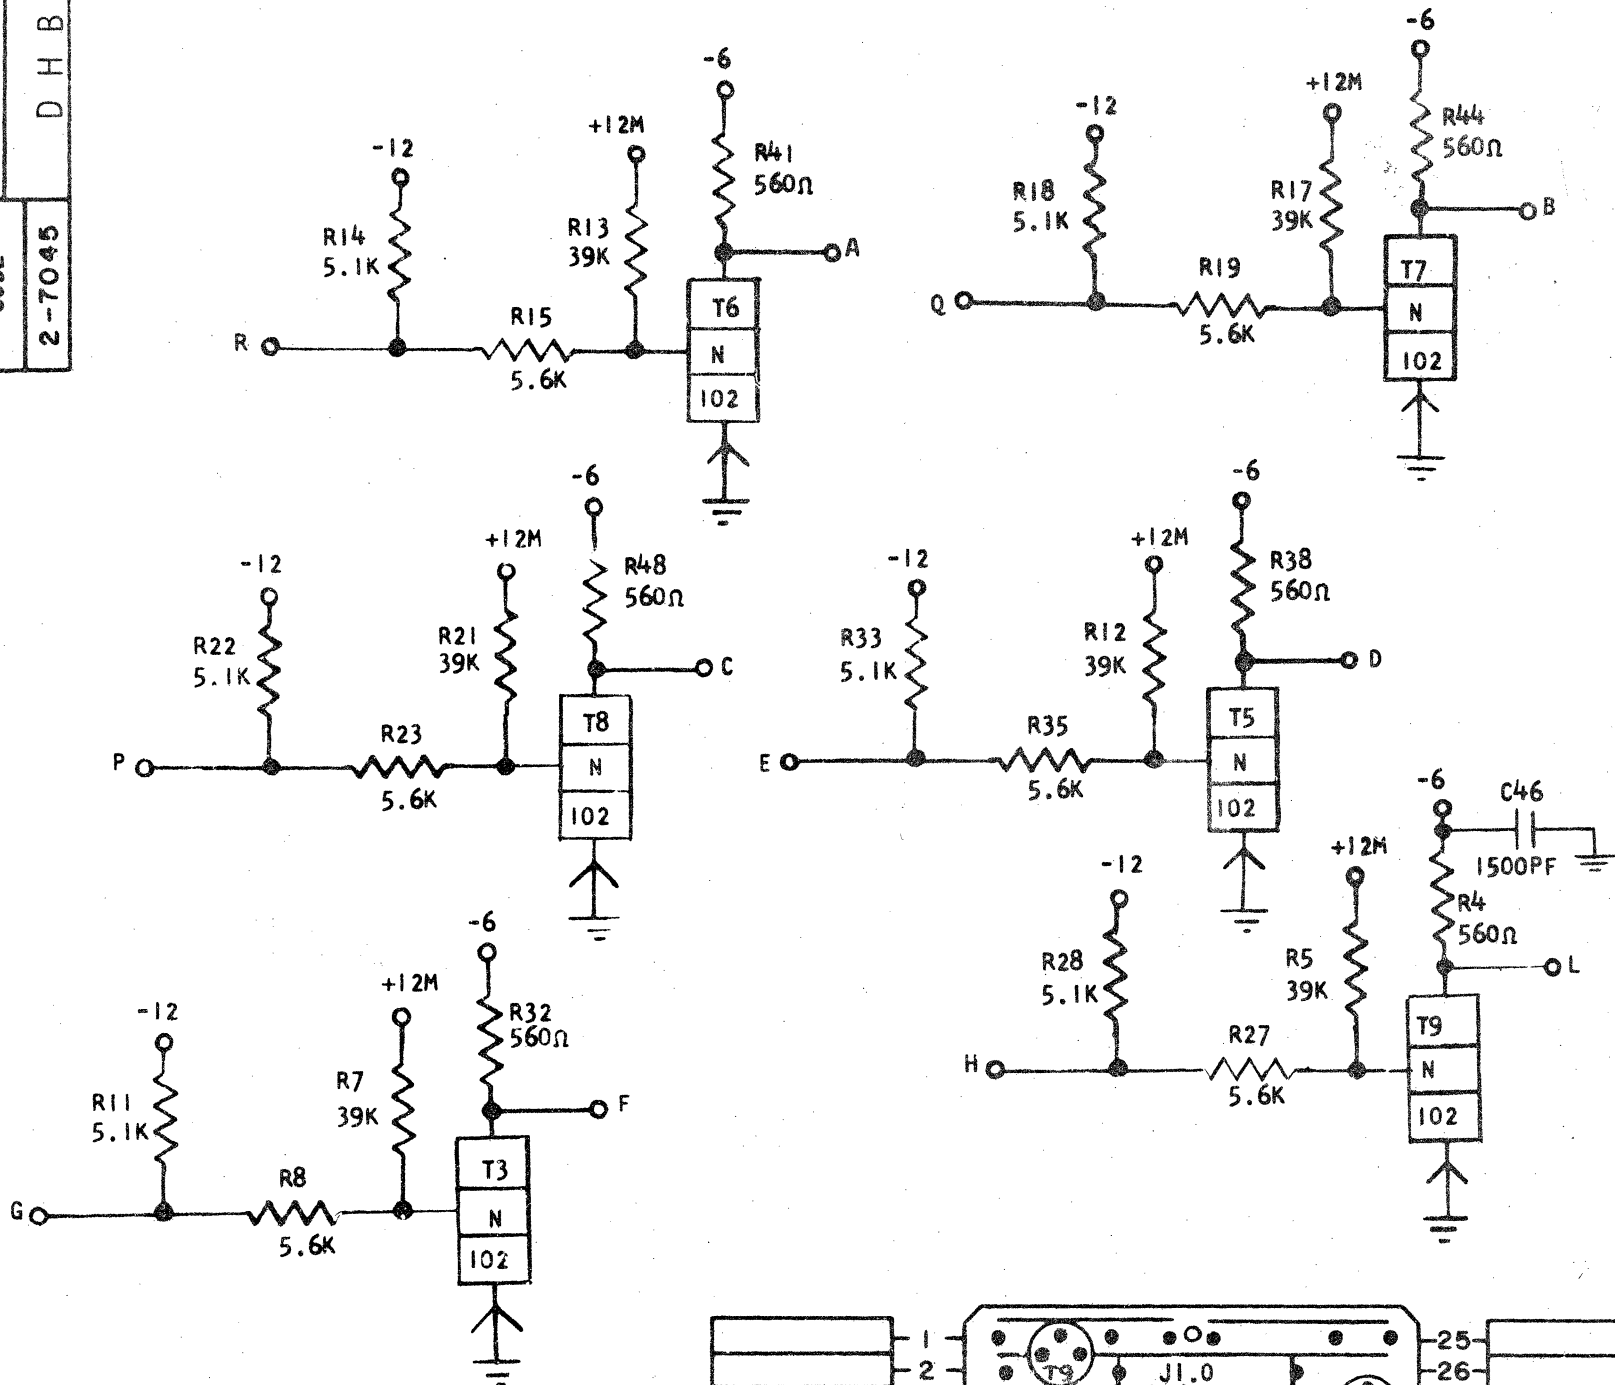 D H B
2-7045
-6
+12M
-12
R41
560Ω
R14
5.1K
R13
39K
A
R15
5.6K
R
T6
N
102
-6
+12M
-12
R44
560Ω
R18
5.1K
R17
39K
B
R19
5.6K
Q
T7
N
102
-6
+12M
-12
R48
560Ω
R22
5.1K
R21
39K
C
R23
5.6K
P
T8
N
102
-6
+12M
-12
R38
560Ω
R33
5.1K
R12
39K
D
R35
5.6K
E
T5
N
102
-6
C46
1500PF
+12M
-12
R4
560Ω
R28
5.1K
R5
39K
L
R27
5.6K
H
T9
N
102
-6
+12M
-12
R32
560Ω
R11
5.1K
R7
39K
F
R8
5.6K
G
T3
N
102
1
25
2
T9
J1.0
26